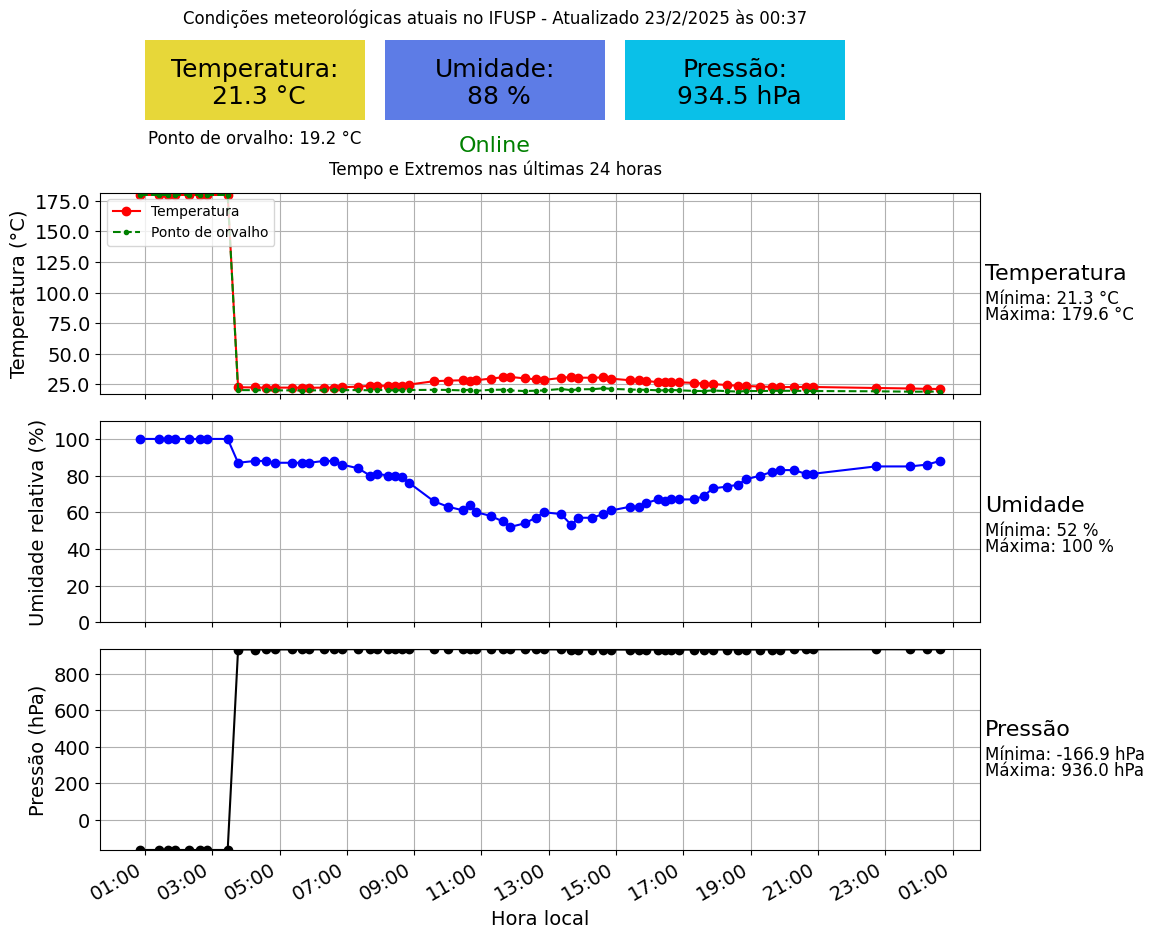 Condições meteorológicas atuais no IFUSP - Atualizado 23/2/2025 às 00:37
Temperatura:
21.3 °C
Umidade:
88 %
Pressão:
934.5 hPa
Ponto de orvalho: 19.2 °C
Online
Tempo e Extremos nas últimas 24 horas
Temperatura (°C)
175.0
150.0
125.0
100.0
75.0
50.0
25.0
Temperatura
Ponto de orvalho
Temperatura
Mínima: 21.3 °C
Máxima: 179.6 °C
Umidade relativa (%)
100
80
60
40
20
0
Umidade
Mínima: 52 %
Máxima: 100 %
Pressão (hPa)
800
600
400
200
0
Pressão
Mínima: -166.9 hPa
Máxima: 936.0 hPa
01:00 03:00 05:00 07:00 09:00 11:00 13:00 15:00 17:00 19:00 21:00 23:00 01:00
Hora local